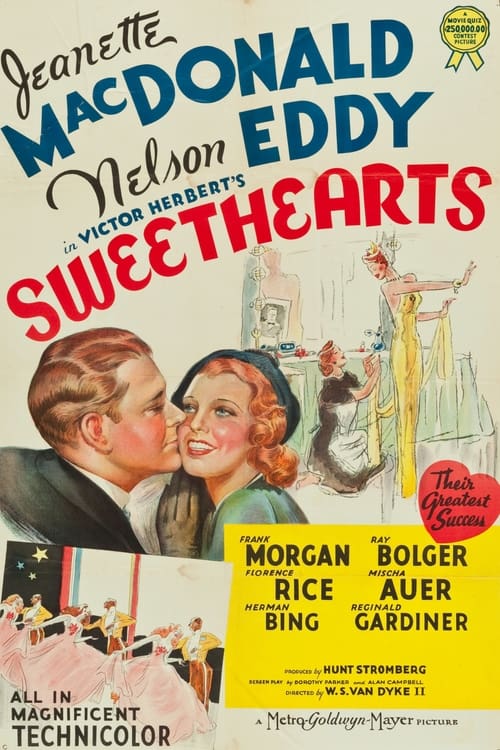 A
MOVIE QUIZ
$250,000.00
CONTEST
PICTURE
Jeanette
MACDONALD
Nelson EDDY
in VICTOR HERBERT'S
SWEETHEARTS
Their
Greatest
Success
FRANK MORGAN
RAY BOLGER
FLORENCE RICE
MISCHA AUER
HERMAN BING
REGINALD GARDINER
PRODUCED BY HUNT STROMBERG
SCREEN PLAY BY DOROTHY PARKER AND ALAN CAMPBELL
DIRECTED BY W. S. VAN DYKE II
ALL IN
MAGNIFICENT
TECHNICOLOR
A Metro-Goldwyn-Mayer PICTURE